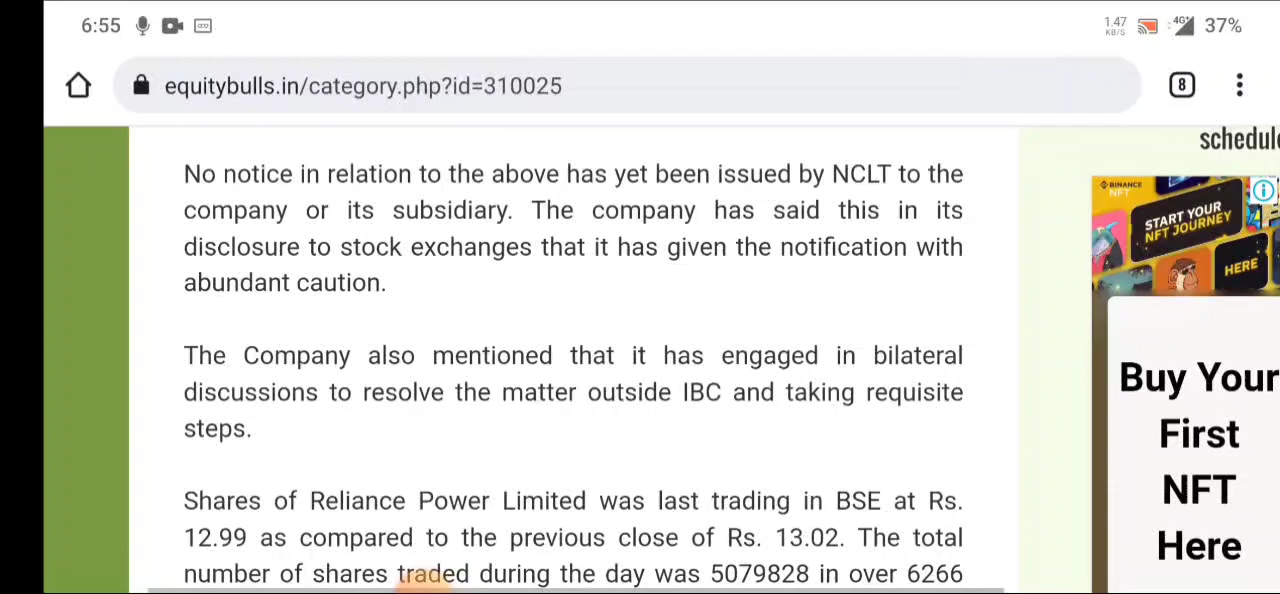 6:55
1.47 KB/S 4G+ 37%
equitybulls.in/category.php?id=310025
8
schedule
No notice in relation to the above has yet been issued by NCLT to the
company or its subsidiary. The company has said this in its
disclosure to stock exchanges that it has given the notification with
abundant caution.
The Company also mentioned that it has engaged in bilateral
discussions to resolve the matter outside IBC and taking requisite
steps.
Shares of Reliance Power Limited was last trading in BSE at Rs.
12.99 as compared to the previous close of Rs. 13.02. The total
number of shares traded during the day was 5079828 in over 6266
BINANCE
NFT
START YOUR
NFT JOURNEY
HERE
Buy Your
First
NFT
Here